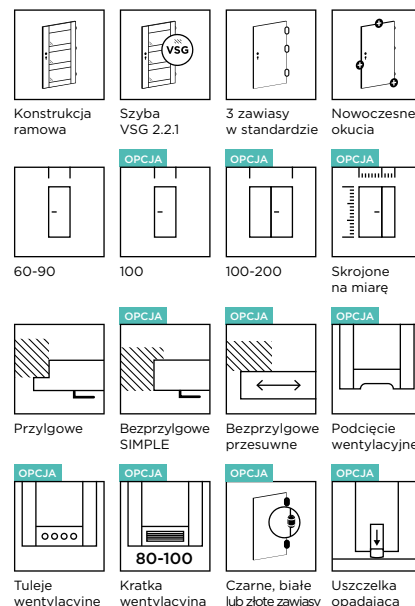 VSG
Konstrukcja
ramowa
Szyba
VSG 2.2.1
3 zawiasy
w standardzie
Nowoczesne
okucia
OPCJA
OPCJA
OPCJA
60-90
100
100-200
Skrojone
na miarę
OPCJA
OPCJA
OPCJA
Przylgowe
Bezprzylgowe
SIMPLE
Bezprzylgowe
przesuwne
Podcięcie
wentylacyjne
OPCJA
OPCJA
OPCJA
OPCJA
80-100
Tuleje
wentylacyjne
Kratka
wentylacyjna
Czarne, białe
lub złote zawiasy
Uszczelka
opadająca